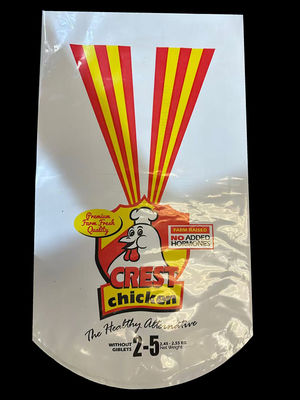 Premium
Farm Fresh
Quality
FARM RAISED
NO ADDED
HORMONES
CREST
chicken
The Healthy Alternative
WITHOUT
GIBLETS
2-5
Net Weight